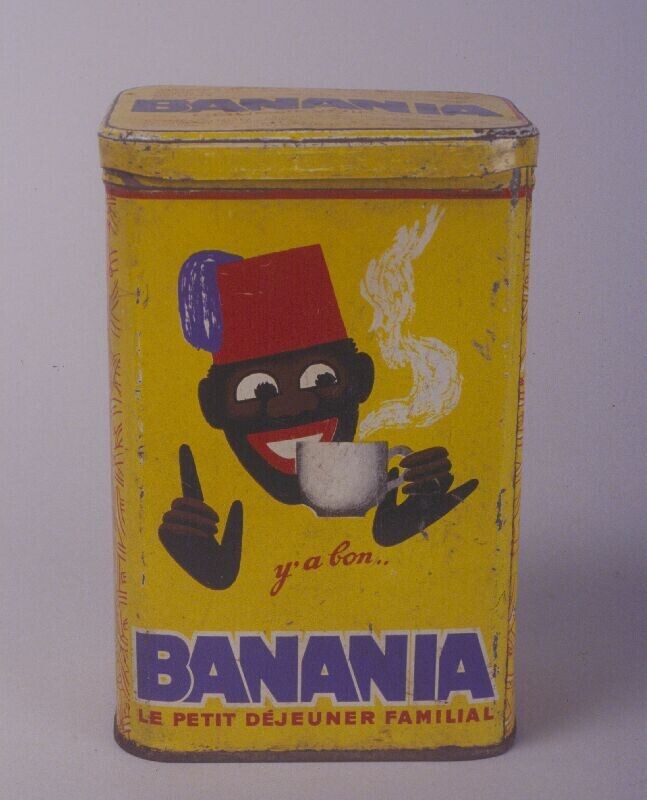 BANANIA
y'a bon..
BANANIA
LE PETIT DÉJEUNER FAMILIAL